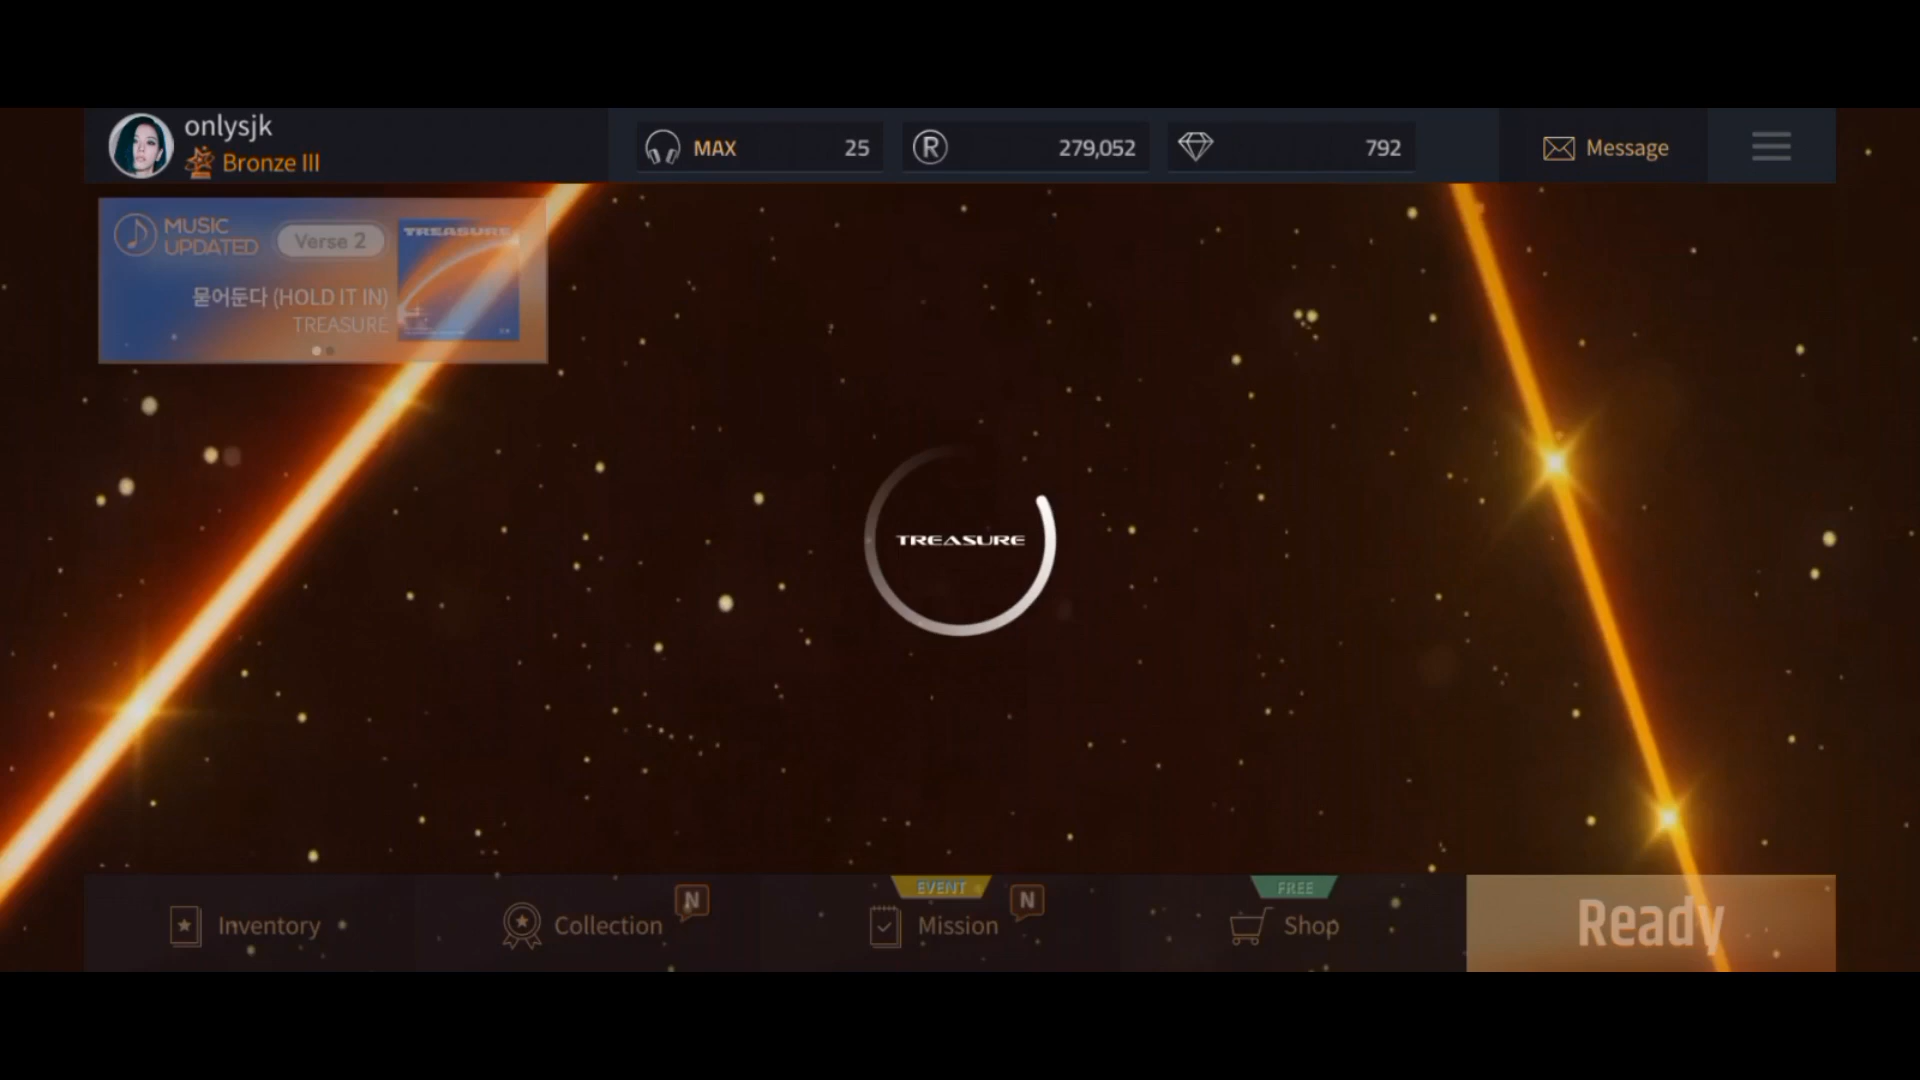 onlysjk
Bronze III
MAX 25
R 279,052
792
Message
MUSIC UPDATED
Verse 2
TREASURE
묻어둔다 (HOLD IT IN)
TREASURE
TREASURE
Inventory
Collection
N
EVENT
Mission
N
FREE
Shop
Ready